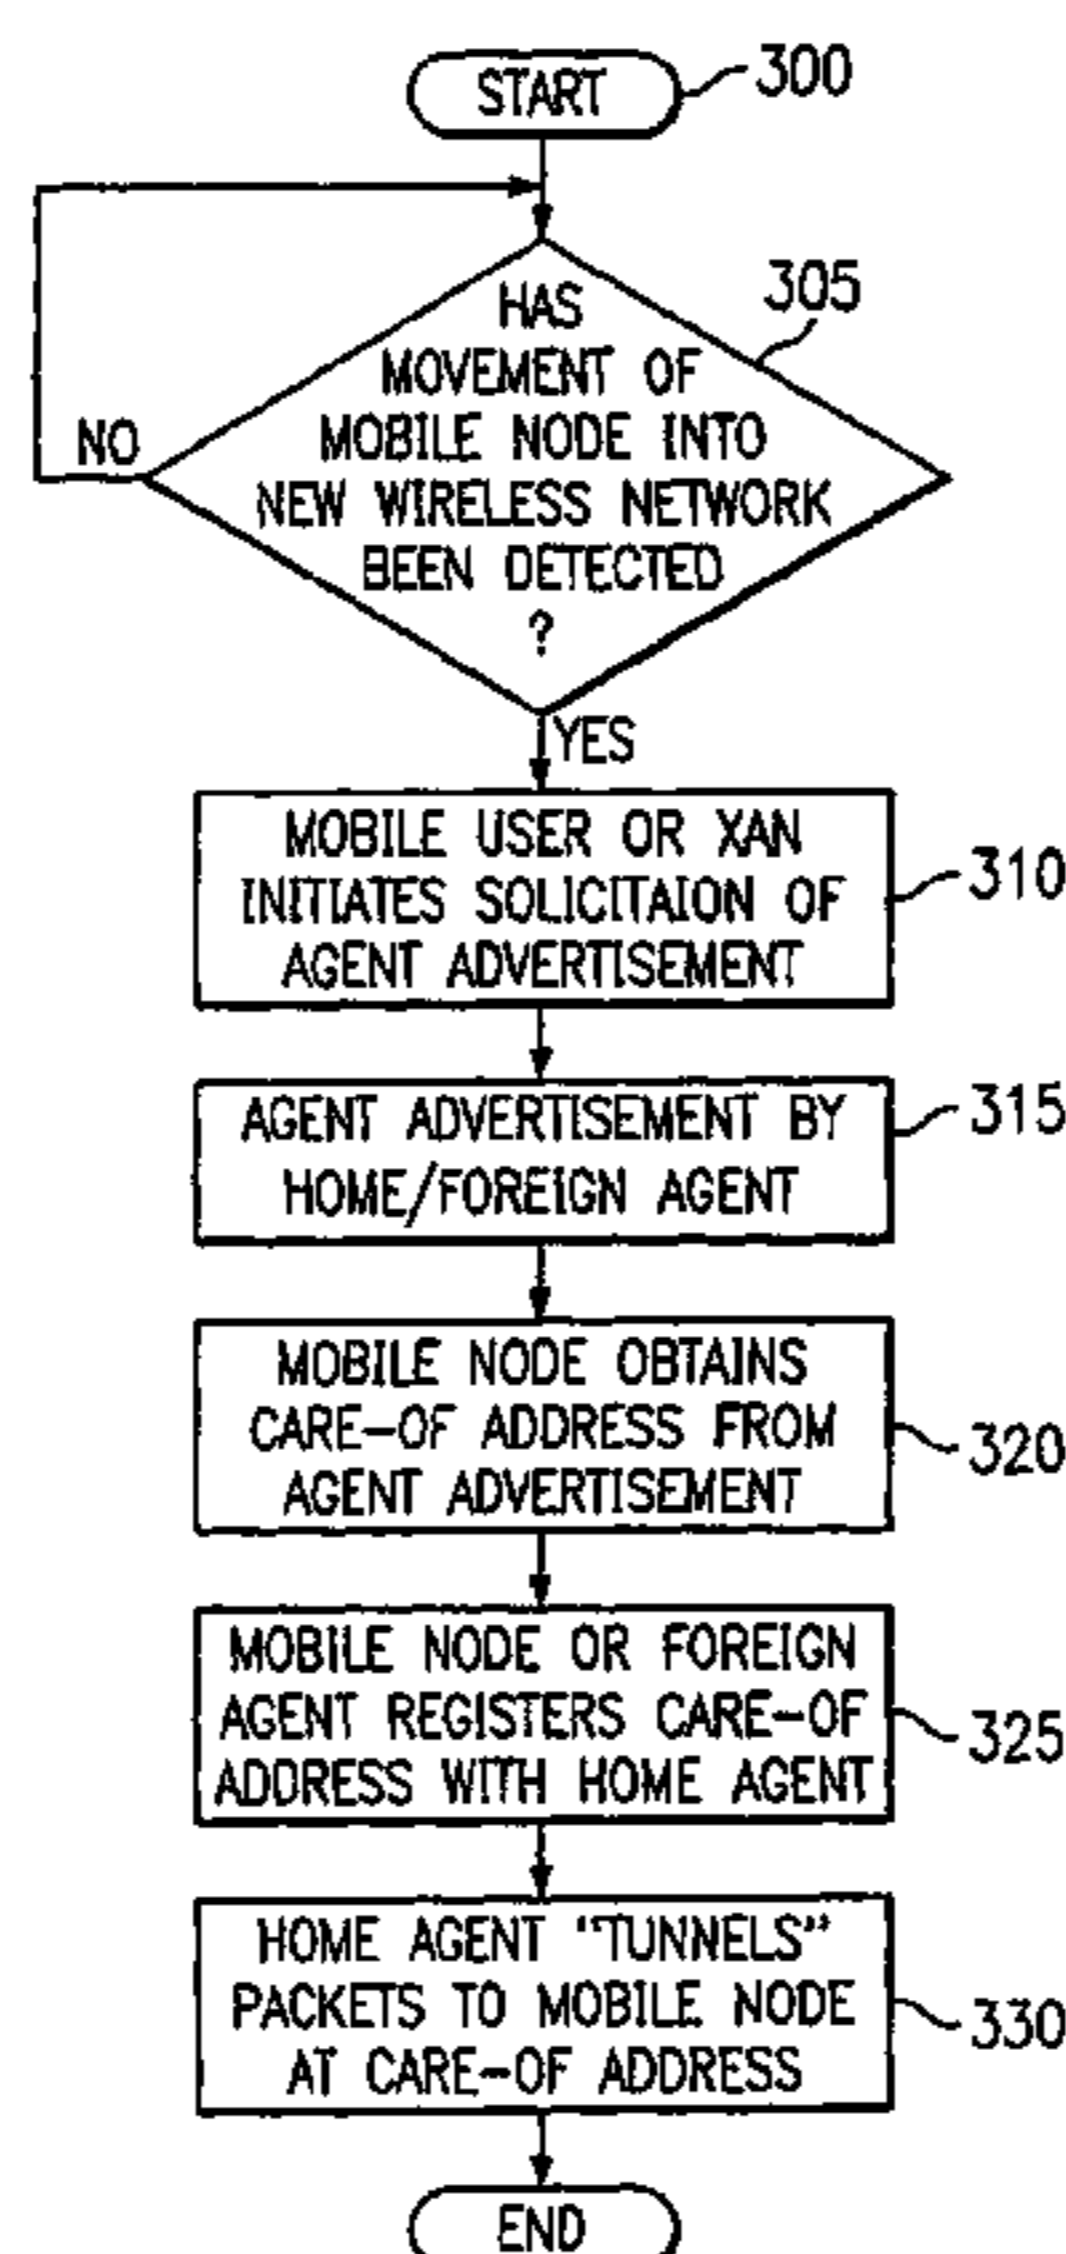 START
300
305
HAS
MOVEMENT OF
MOBILE NODE INTO
NEW WIRELESS NETWORK
BEEN DETECTED
?
NO
YES
MOBILE USER OR XAN
INITIATES SOLICITAION OF
AGENT ADVERTISEMENT
310
AGENT ADVERTISEMENT BY
HOME/FOREIGN AGENT
315
MOBILE NODE OBTAINS
CARE-OF ADDRESS FROM
AGENT ADVERTISEMENT
320
MOBILE NODE OR FOREIGN
AGENT REGISTERS CARE-OF
ADDRESS WITH HOME AGENT
325
HOME AGENT "TUNNELS"
PACKETS TO MOBILE NODE
AT CARE-OF ADDRESS
330
END